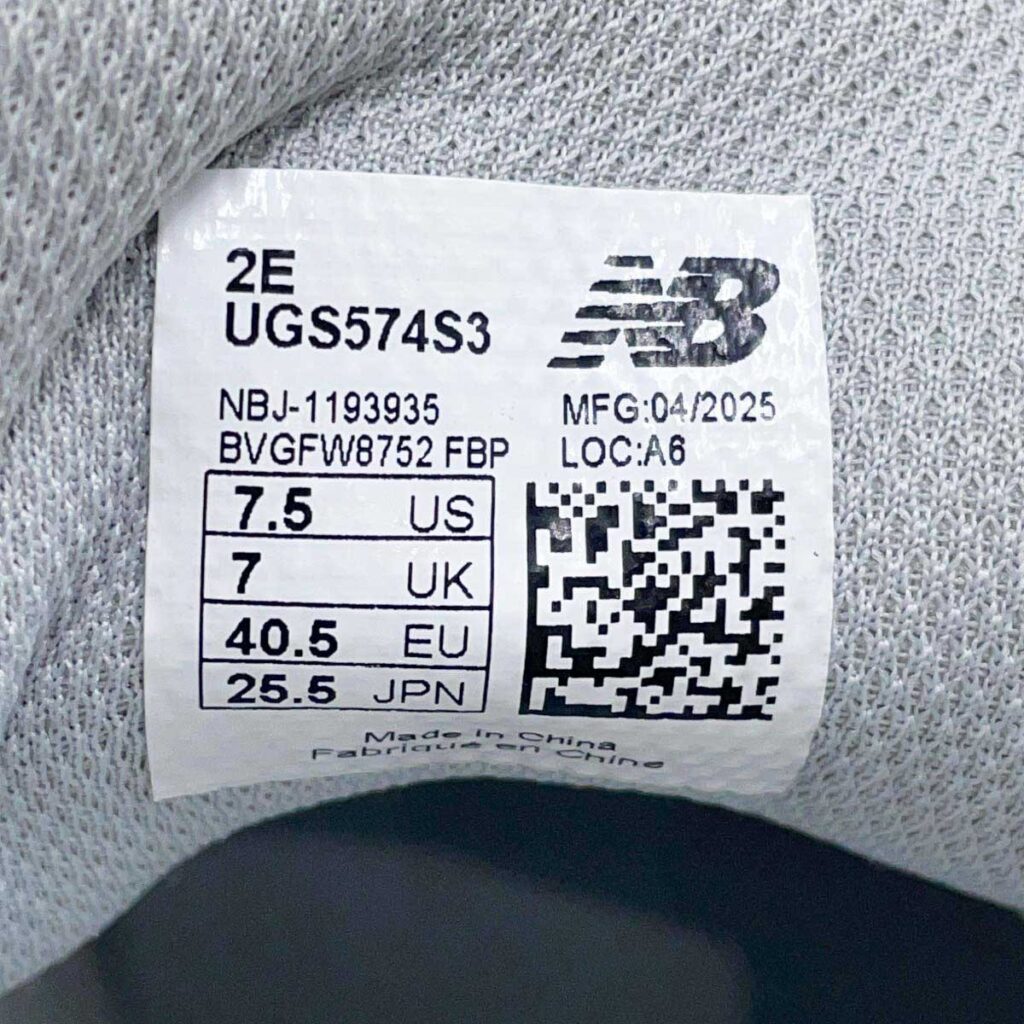 2E
UGS574S3
NB
NBJ-1193935
BVGFW8752 FBP
MFG:04/2025
LOC:A6
7.5 US
7 UK
40.5 EU
25.5 JPN
Made in China
Fabriqué en Chine